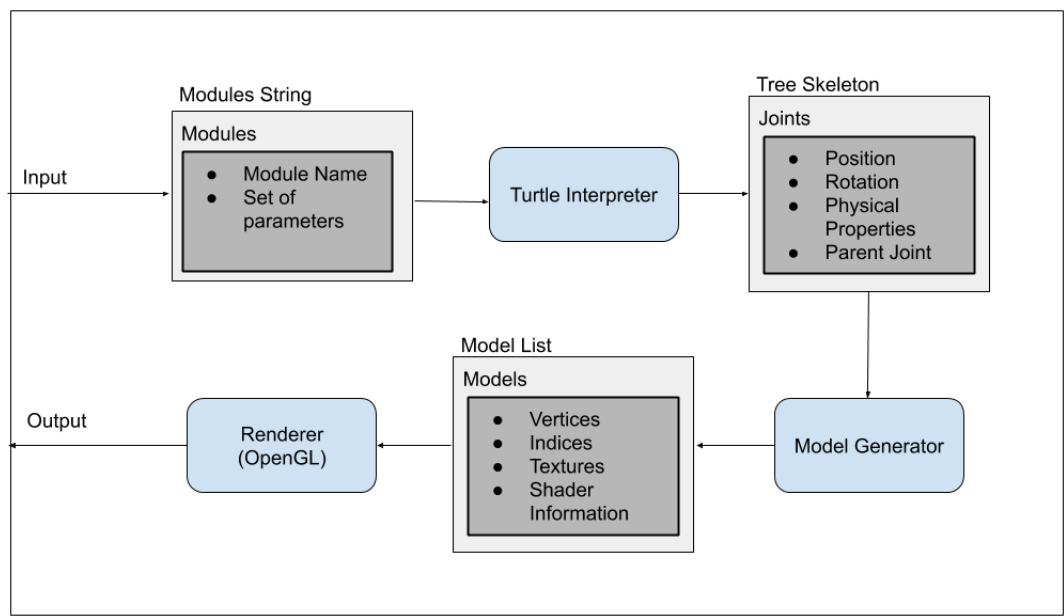 Modules String
Modules
● Module Name
● Set of
parameters
Input
Turtle Interpreter
Tree Skeleton
Joints
● Position
● Rotation
● Physical
Properties
● Parent Joint
Model List
Models
● Vertices
● Indices
● Textures
● Shader
Information
Output
Renderer
(OpenGL)
Model Generator